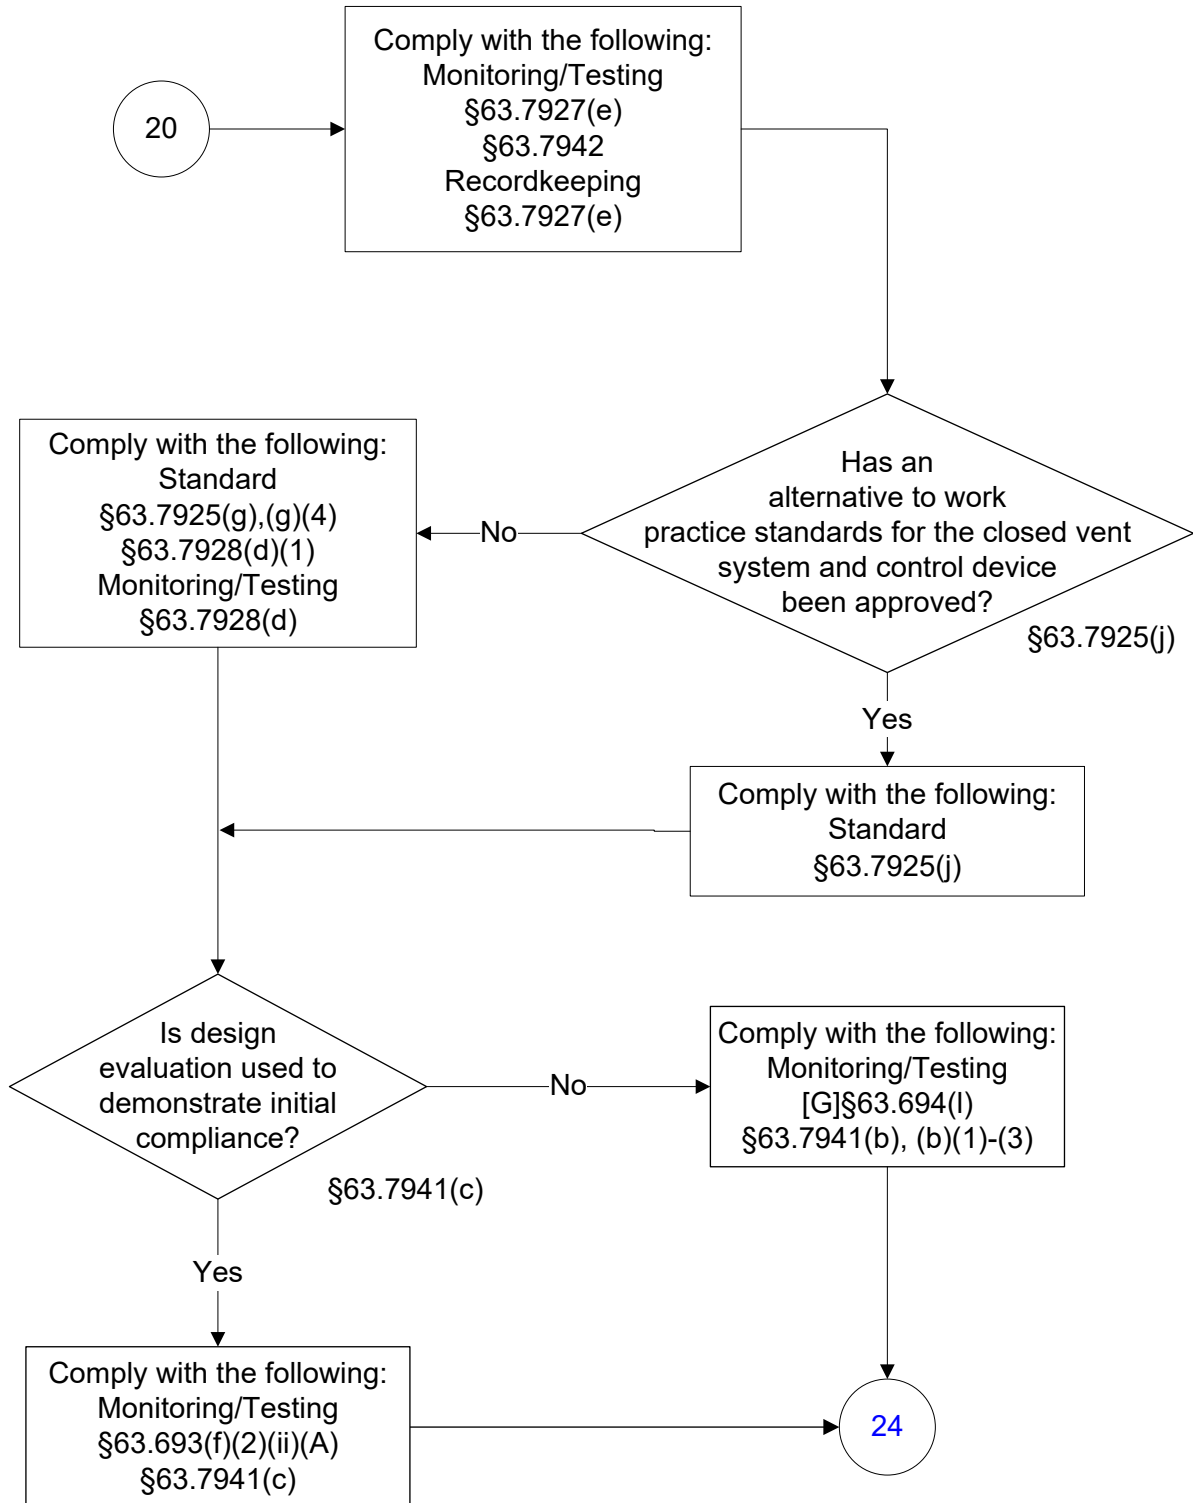 20
Comply with the following:
Monitoring/Testing
§63.7927(e)
§63.7942
Recordkeeping
§63.7927(e)
Has an
alternative to work
practice standards for the closed vent
system and control device
been approved?
§63.7925(j)
No
Comply with the following:
Standard
§63.7925(g),(g)(4)
§63.7928(d)(1)
Monitoring/Testing
§63.7928(d)
Yes
Comply with the following:
Standard
§63.7925(j)
Is design
evaluation used to
demonstrate initial
compliance?
§63.7941(c)
No
Comply with the following:
Monitoring/Testing
[G]§63.694(l)
§63.7941(b), (b)(1)-(3)
Yes
Comply with the following:
Monitoring/Testing
§63.693(f)(2)(ii)(A)
§63.7941(c)
24